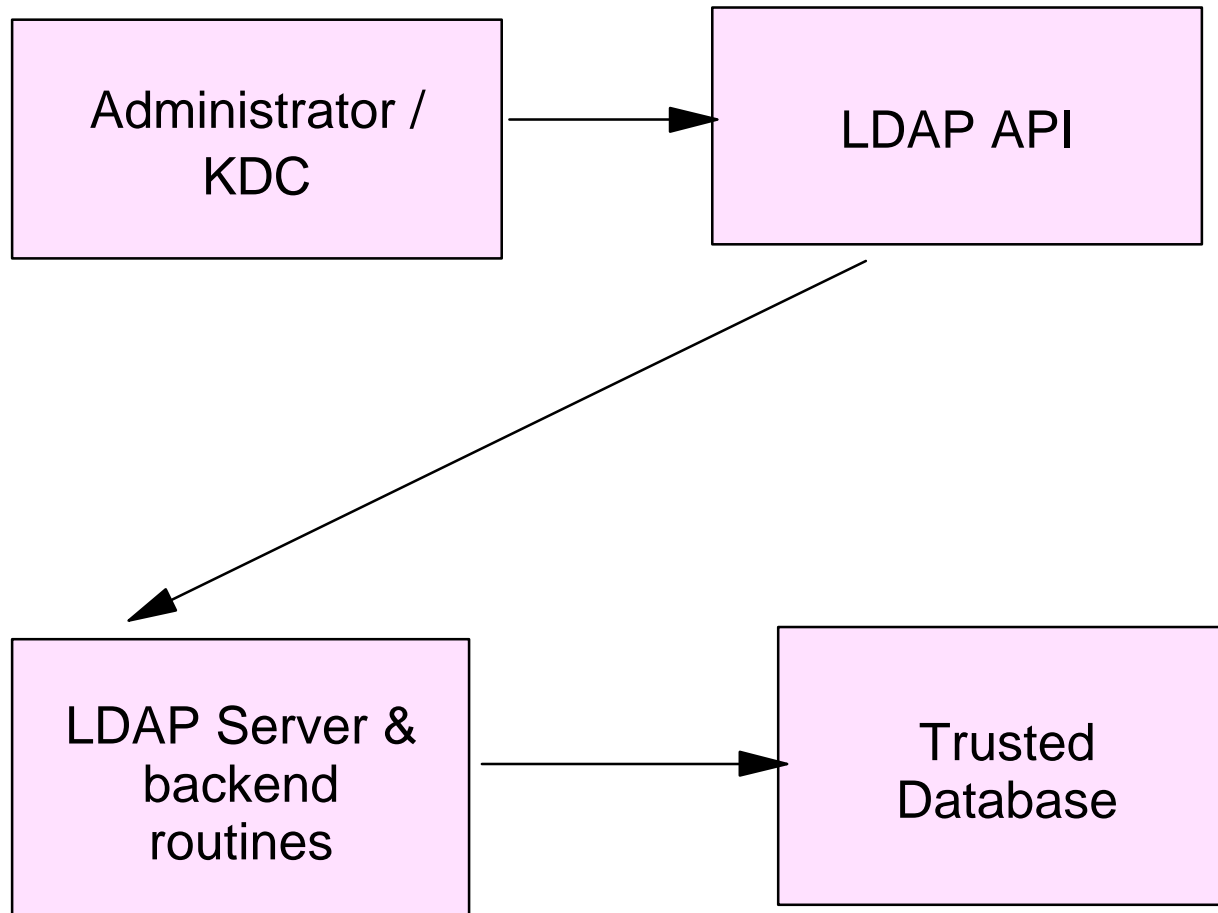 Administrator /
KDC
LDAP API
LDAP Server &
backend
routines
Trusted
Database